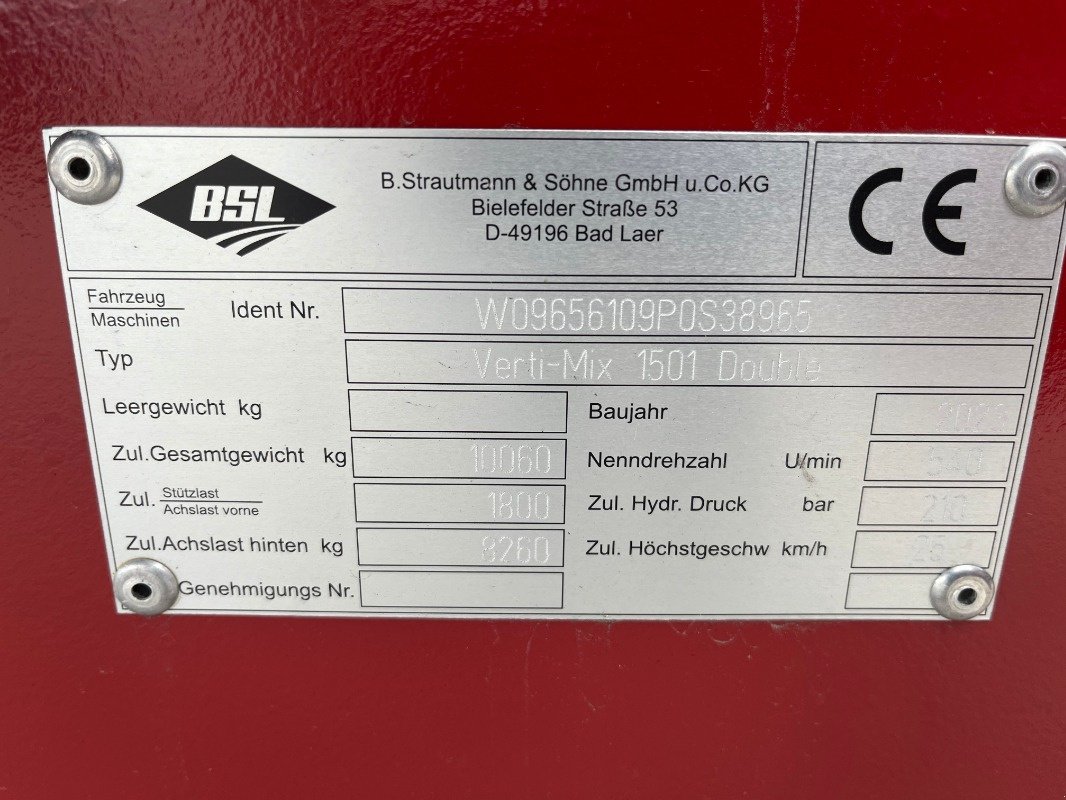 BSL
B.Strautmann & Söhne GmbH u.Co.KG
Bielefelder Straße 53
D-49196 Bad Laer
CE
Fahrzeug
Maschinen
Ident Nr. W09656109P0S38965
Typ Verti-Mix 1501 Double
Leergewicht kg
Baujahr 2023
Zul.Gesamtgewicht kg 10060
Nenndrehzahl U/min 540
Zul. Stützlast
Achslast vorne 1800
Zul. Hydr. Druck bar 210
Zul.Achslast hinten kg 8260
Zul. Höchstgeschw km/h 25
Genehmigungs Nr.